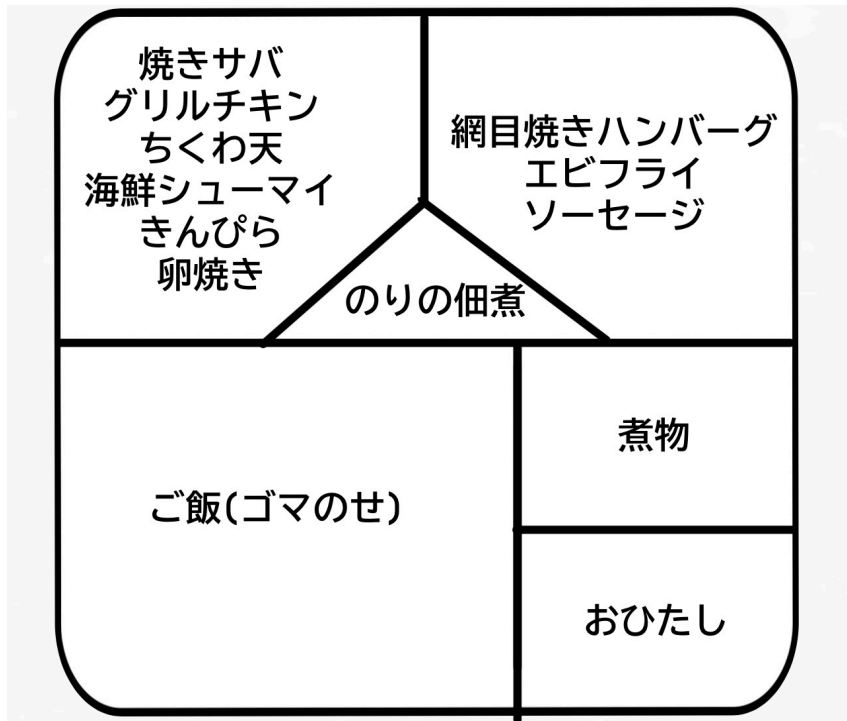 焼きサバ
グリルチキン
ちくわ天
海鮮シューマイ
きんぴら
卵焼き
網目焼きハンバーグ
エビフライ
ソーセージ
のりの佃煮
ご飯(ゴマのせ)
煮物
おひたし